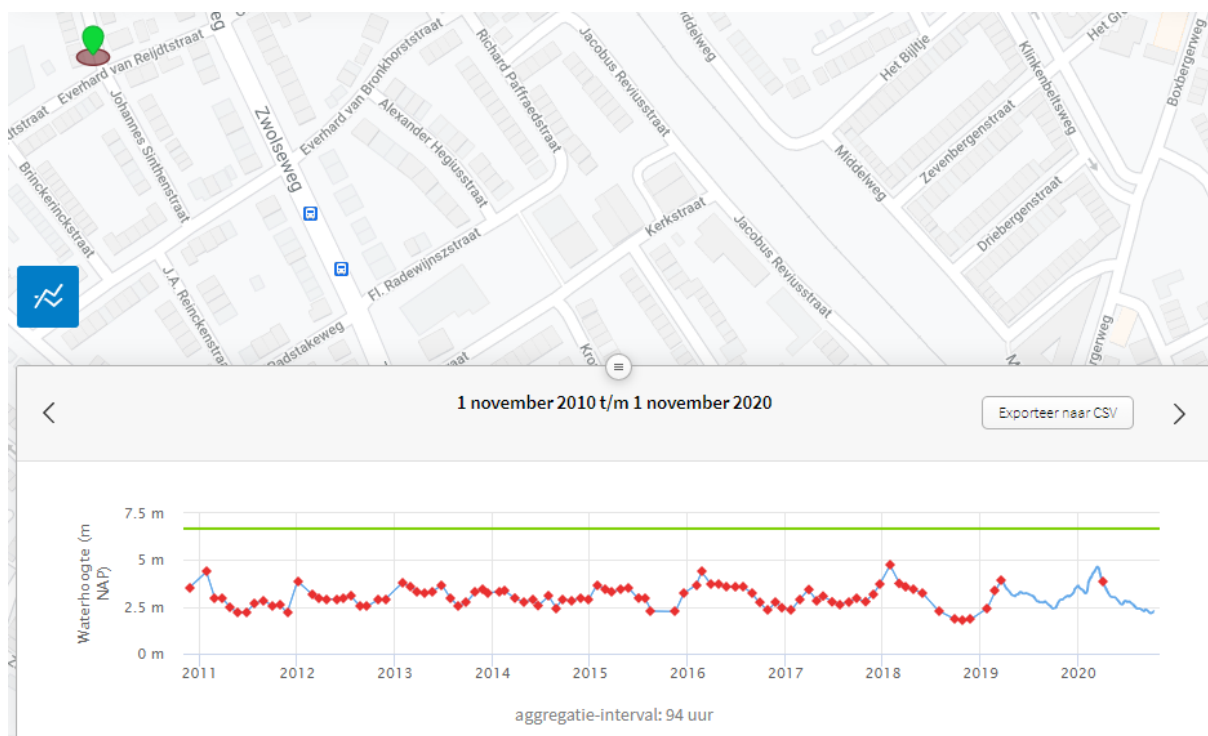 Everhard van Reijdtstraat
Johannes Sinthenstraat
Brinckerinckstraat
Zwolseweg
Everhard van Bronkhorststraat
Alexander Hegiusstraat
Richard Paffraedstraat
Jacobus Reviusstraat
Het Bijltje
Klinkenbeltsweg
Boxbergerweg
Middelweg
Zevenbergenstraat
Driebergenstraat
Kerkstraat
Jacobus Reviusstraat
Fl. Radewijnszstraat
J.A. Reinckenstraa
Radstakeweg
1 november 2010 t/m 1 november 2020
Exporteer naar CSV
Waterhoogte (m
NAP)
7.5 m
5 m
2.5 m
0 m
2011 2012 2013 2014 2015 2016 2017 2018 2019 2020
aggregatie-interval: 94 uur